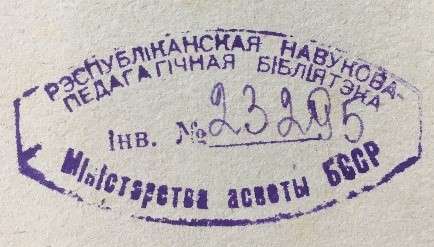 РЭСПУБЛІКАНСКАЯ НАВУКОВА-
ПЕДАГАГІЧНАЯ БІБЛІЯТЭКА
Інв. № 23295
Міністэрства асветы БССР